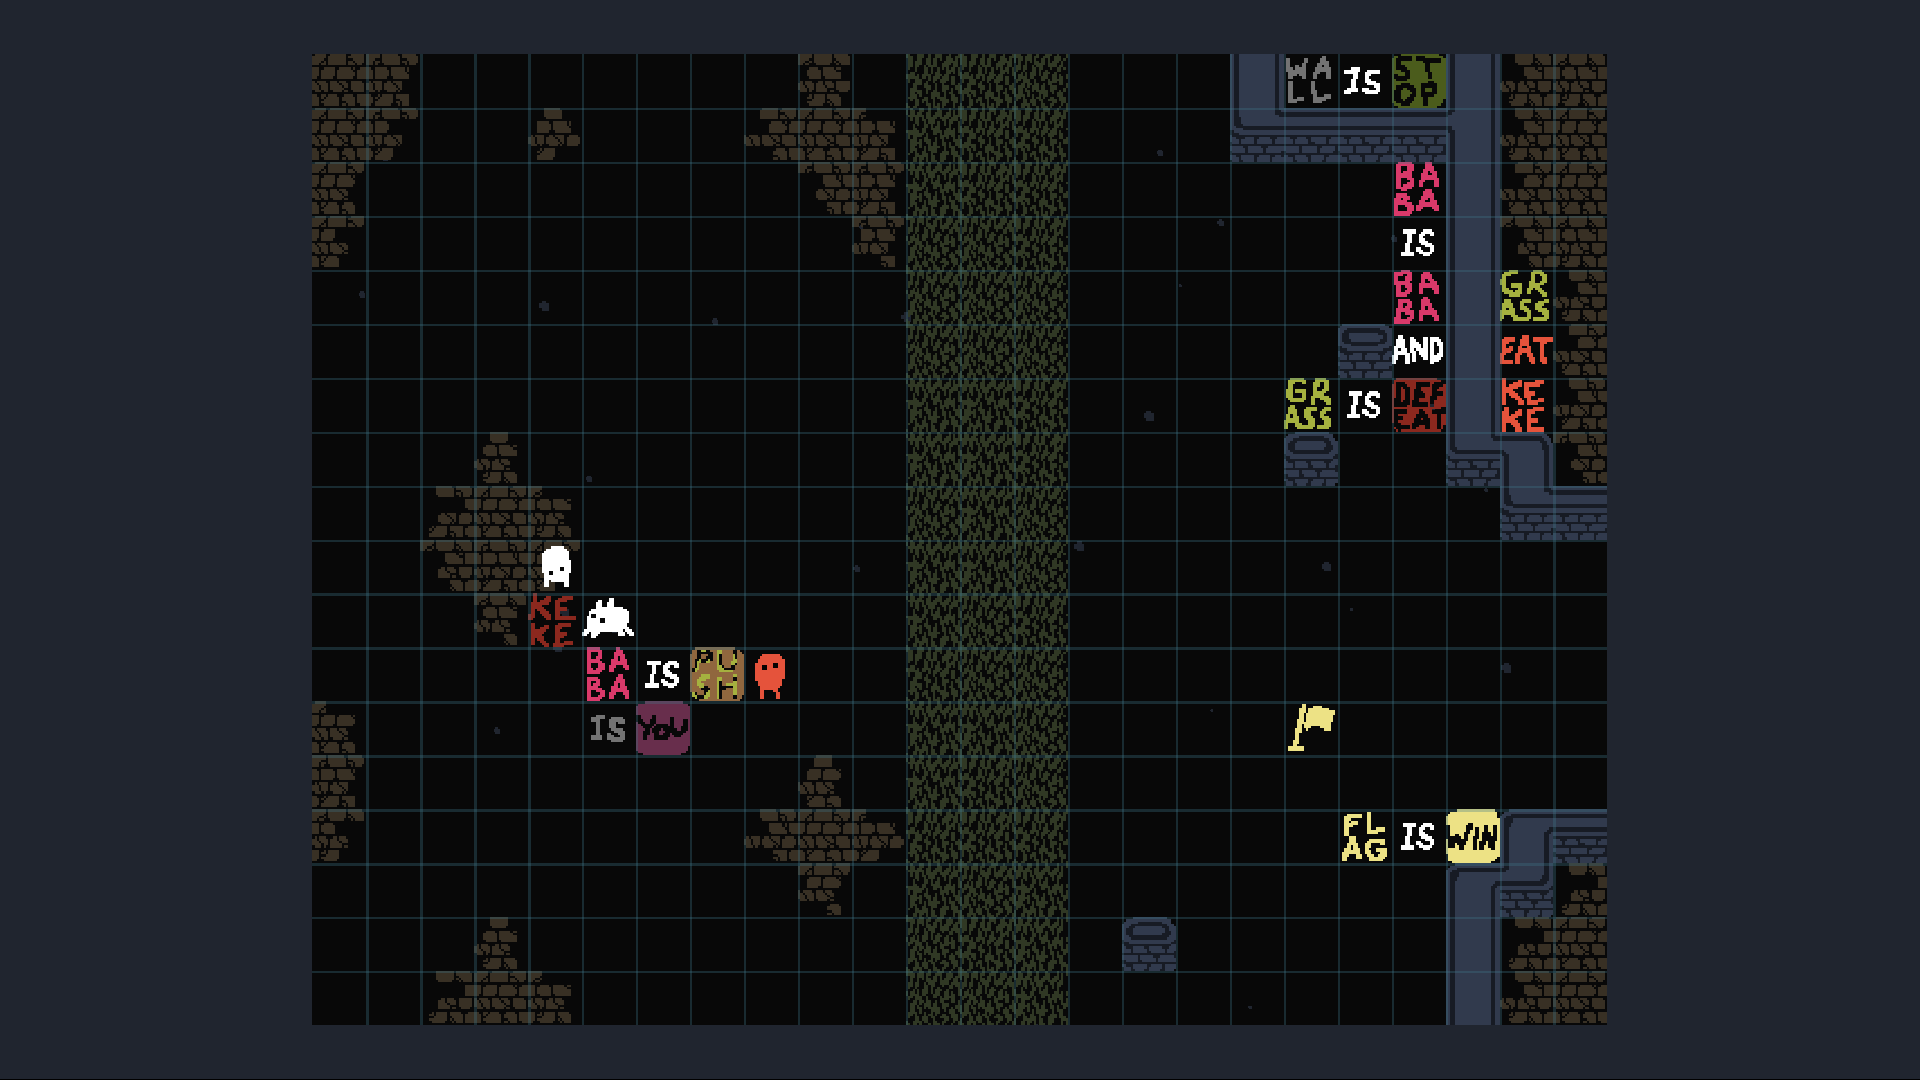 WALL IS STOP
BABA
IS
BABA GRASS
AND EAT
GRASS IS DEFEAT KEKE
KEKE
BABA IS PUSH
IS YOU
FLAG IS WIN